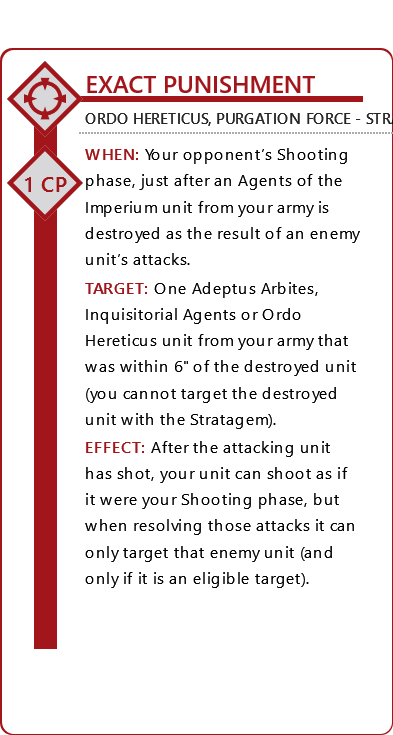 EXACT PUNISHMENT
ORDO HERETICUS, PURGATION FORCE - STRA
1 CP
WHEN: Your opponent’s Shooting
phase, just after an Agents of the
Imperium unit from your army is
destroyed as the result of an enemy
unit’s attacks.
TARGET: One Adeptus Arbites,
Inquisitorial Agents or Ordo
Hereticus unit from your army that
was within 6" of the destroyed unit
(you cannot target the destroyed
unit with the Stratagem).
EFFECT: After the attacking unit
has shot, your unit can shoot as if
it were your Shooting phase, but
when resolving those attacks it can
only target that enemy unit (and
only if it is an eligible target).